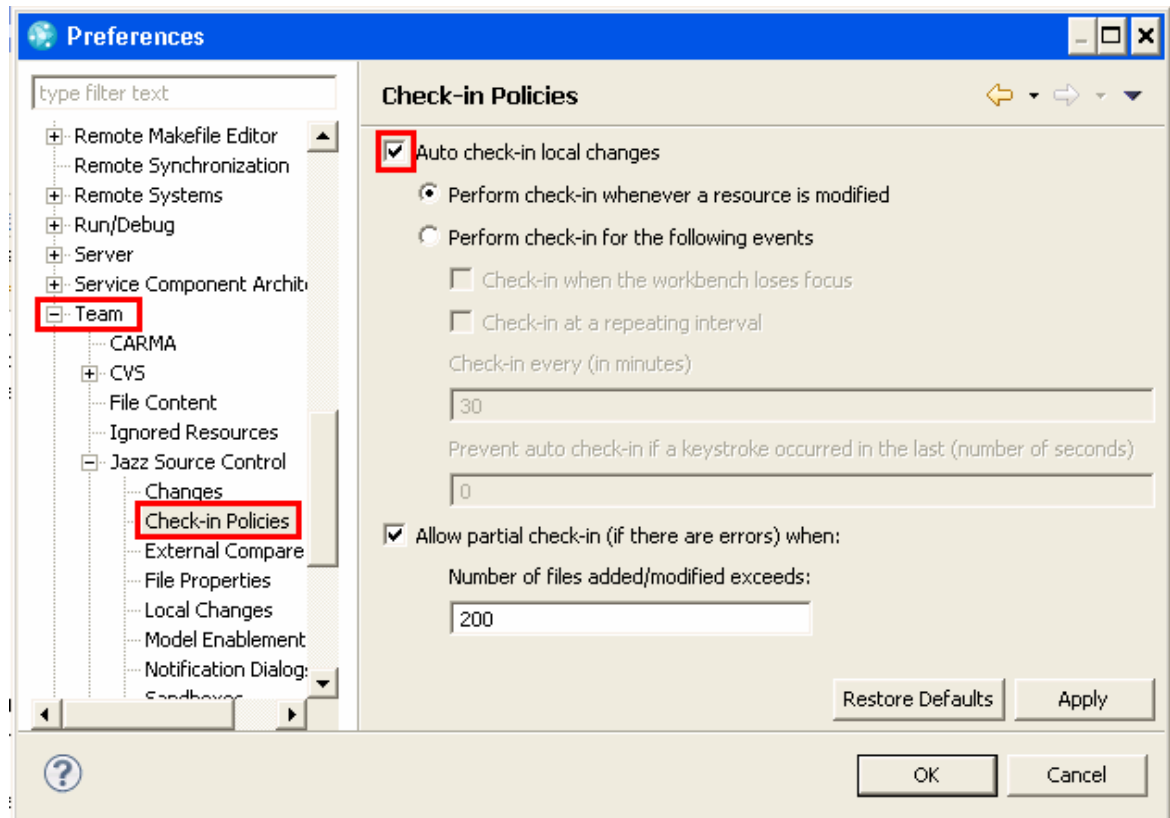 Preferences
type filter text
Remote Makefile Editor
Remote Synchronization
Remote Systems
Run/Debug
Server
Service Component Archit
Team
CARMA
CVS
File Content
Ignored Resources
Jazz Source Control
Changes
Check-in Policies
External Compare
File Properties
Local Changes
Model Enablement
Notification Dialog
Check-in Policies
Auto check-in local changes
Perform check-in whenever a resource is modified
Perform check-in for the following events
Check-in when the workbench loses focus
Check-in at a repeating interval
Check-in every (in minutes)
30
Prevent auto check-in if a keystroke occurred in the last (number of seconds)
0
Allow partial check-in (if there are errors) when:
Number of files added/modified exceeds:
200
Restore Defaults
Apply
?
OK
Cancel